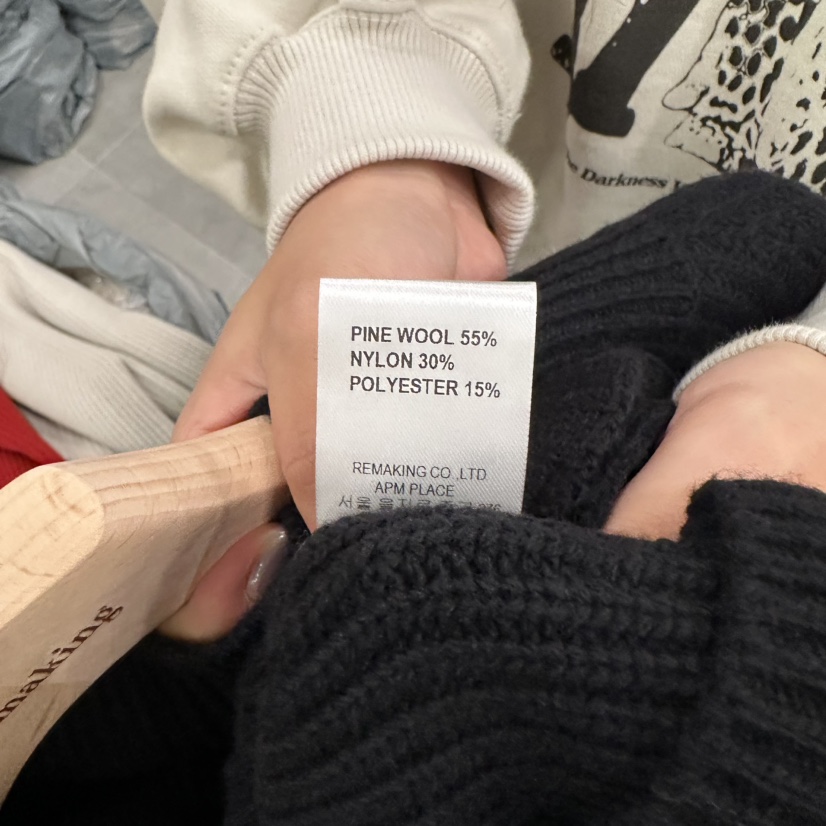 Darkness
PINE WOOL 55%
NYLON 30%
POLYESTER 15%
REMAKING CO.,LTD.
APM PLACE
making